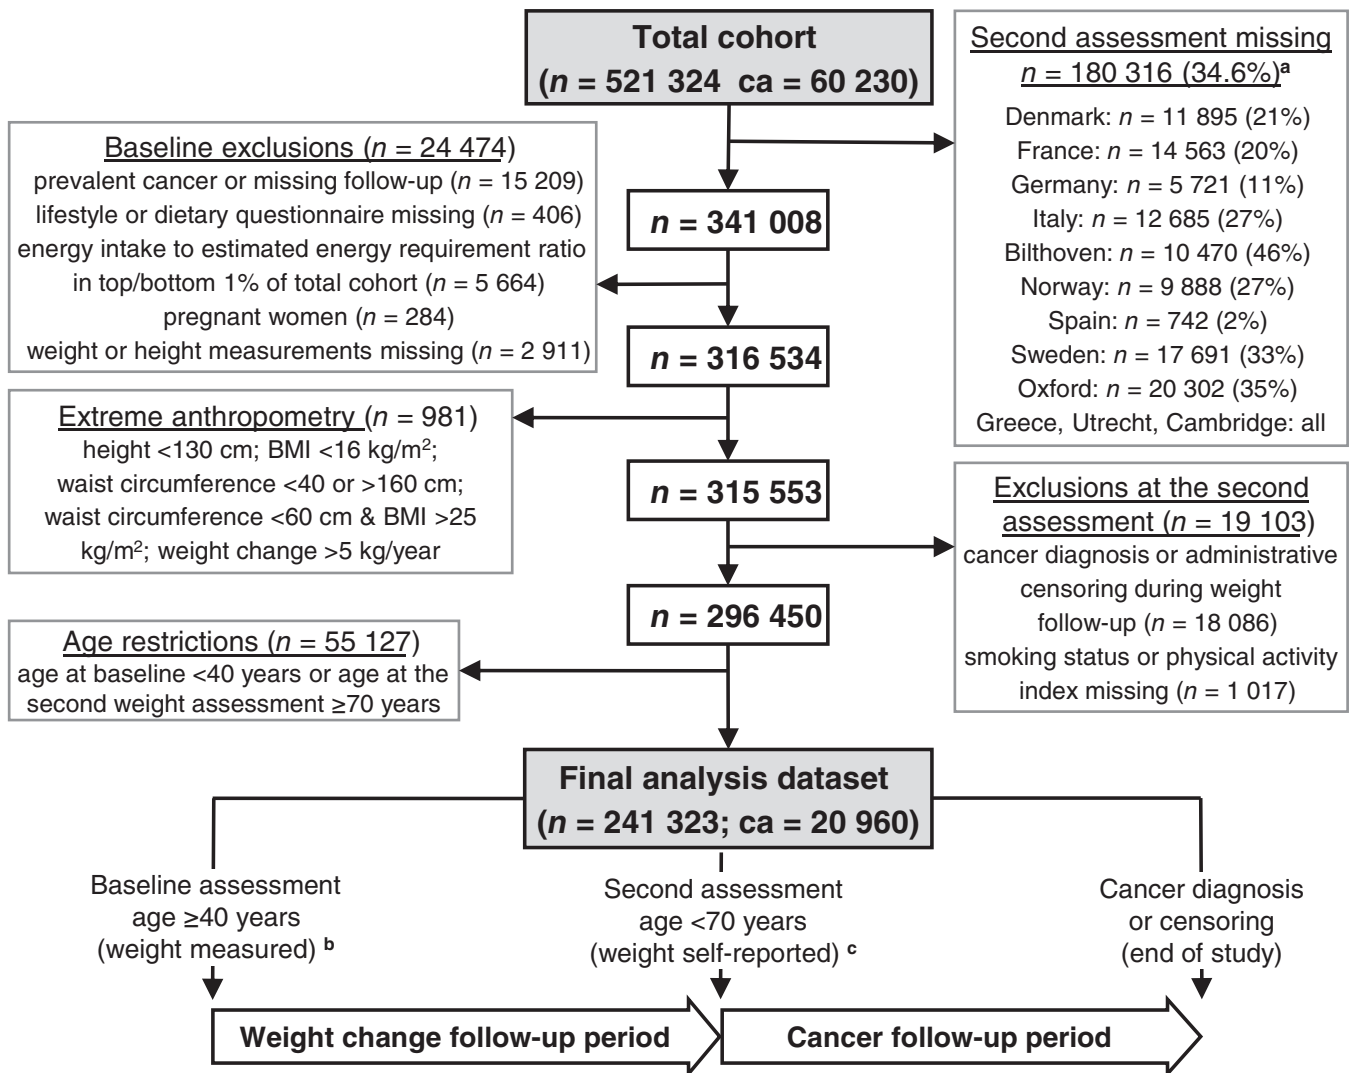 Total cohort
(n = 521 324 ca = 60 230)
Second assessment missing
n = 180 316 (34.6%)a
Denmark: n = 11 895 (21%)
France: n = 14 563 (20%)
Germany: n = 5 721 (11%)
Italy: n = 12 685 (27%)
Bilthoven: n = 10 470 (46%)
Norway: n = 9 888 (27%)
Spain: n = 742 (2%)
Sweden: n = 17 691 (33%)
Oxford: n = 20 302 (35%)
Greece, Utrecht, Cambridge: all
n = 341 008
Baseline exclusions (n = 24 474)
prevalent cancer or missing follow-up (n = 15 209)
lifestyle or dietary questionnaire missing (n = 406)
energy intake to estimated energy requirement ratio
in top/bottom 1% of total cohort (n = 5 664)
pregnant women (n = 284)
weight or height measurements missing (n = 2 911)
n = 316 534
Extreme anthropometry (n = 981)
height <130 cm; BMI <16 kg/m²;
waist circumference <40 or >160 cm;
waist circumference <60 cm & BMI >25
kg/m²; weight change >5 kg/year
n = 315 553
Exclusions at the second
assessment (n = 19 103)
cancer diagnosis or administrative
censoring during weight
follow-up (n = 18 086)
smoking status or physical activity
index missing (n = 1 017)
n = 296 450
Age restrictions (n = 55 127)
age at baseline <40 years or age at the
second weight assessment ≥70 years
Final analysis dataset
(n = 241 323; ca = 20 960)
Baseline assessment
age ≥40 years
(weight measured) b
Second assessment
age <70 years
(weight self-reported) c
Cancer diagnosis
or censoring
(end of study)
Weight change follow-up period
Cancer follow-up period